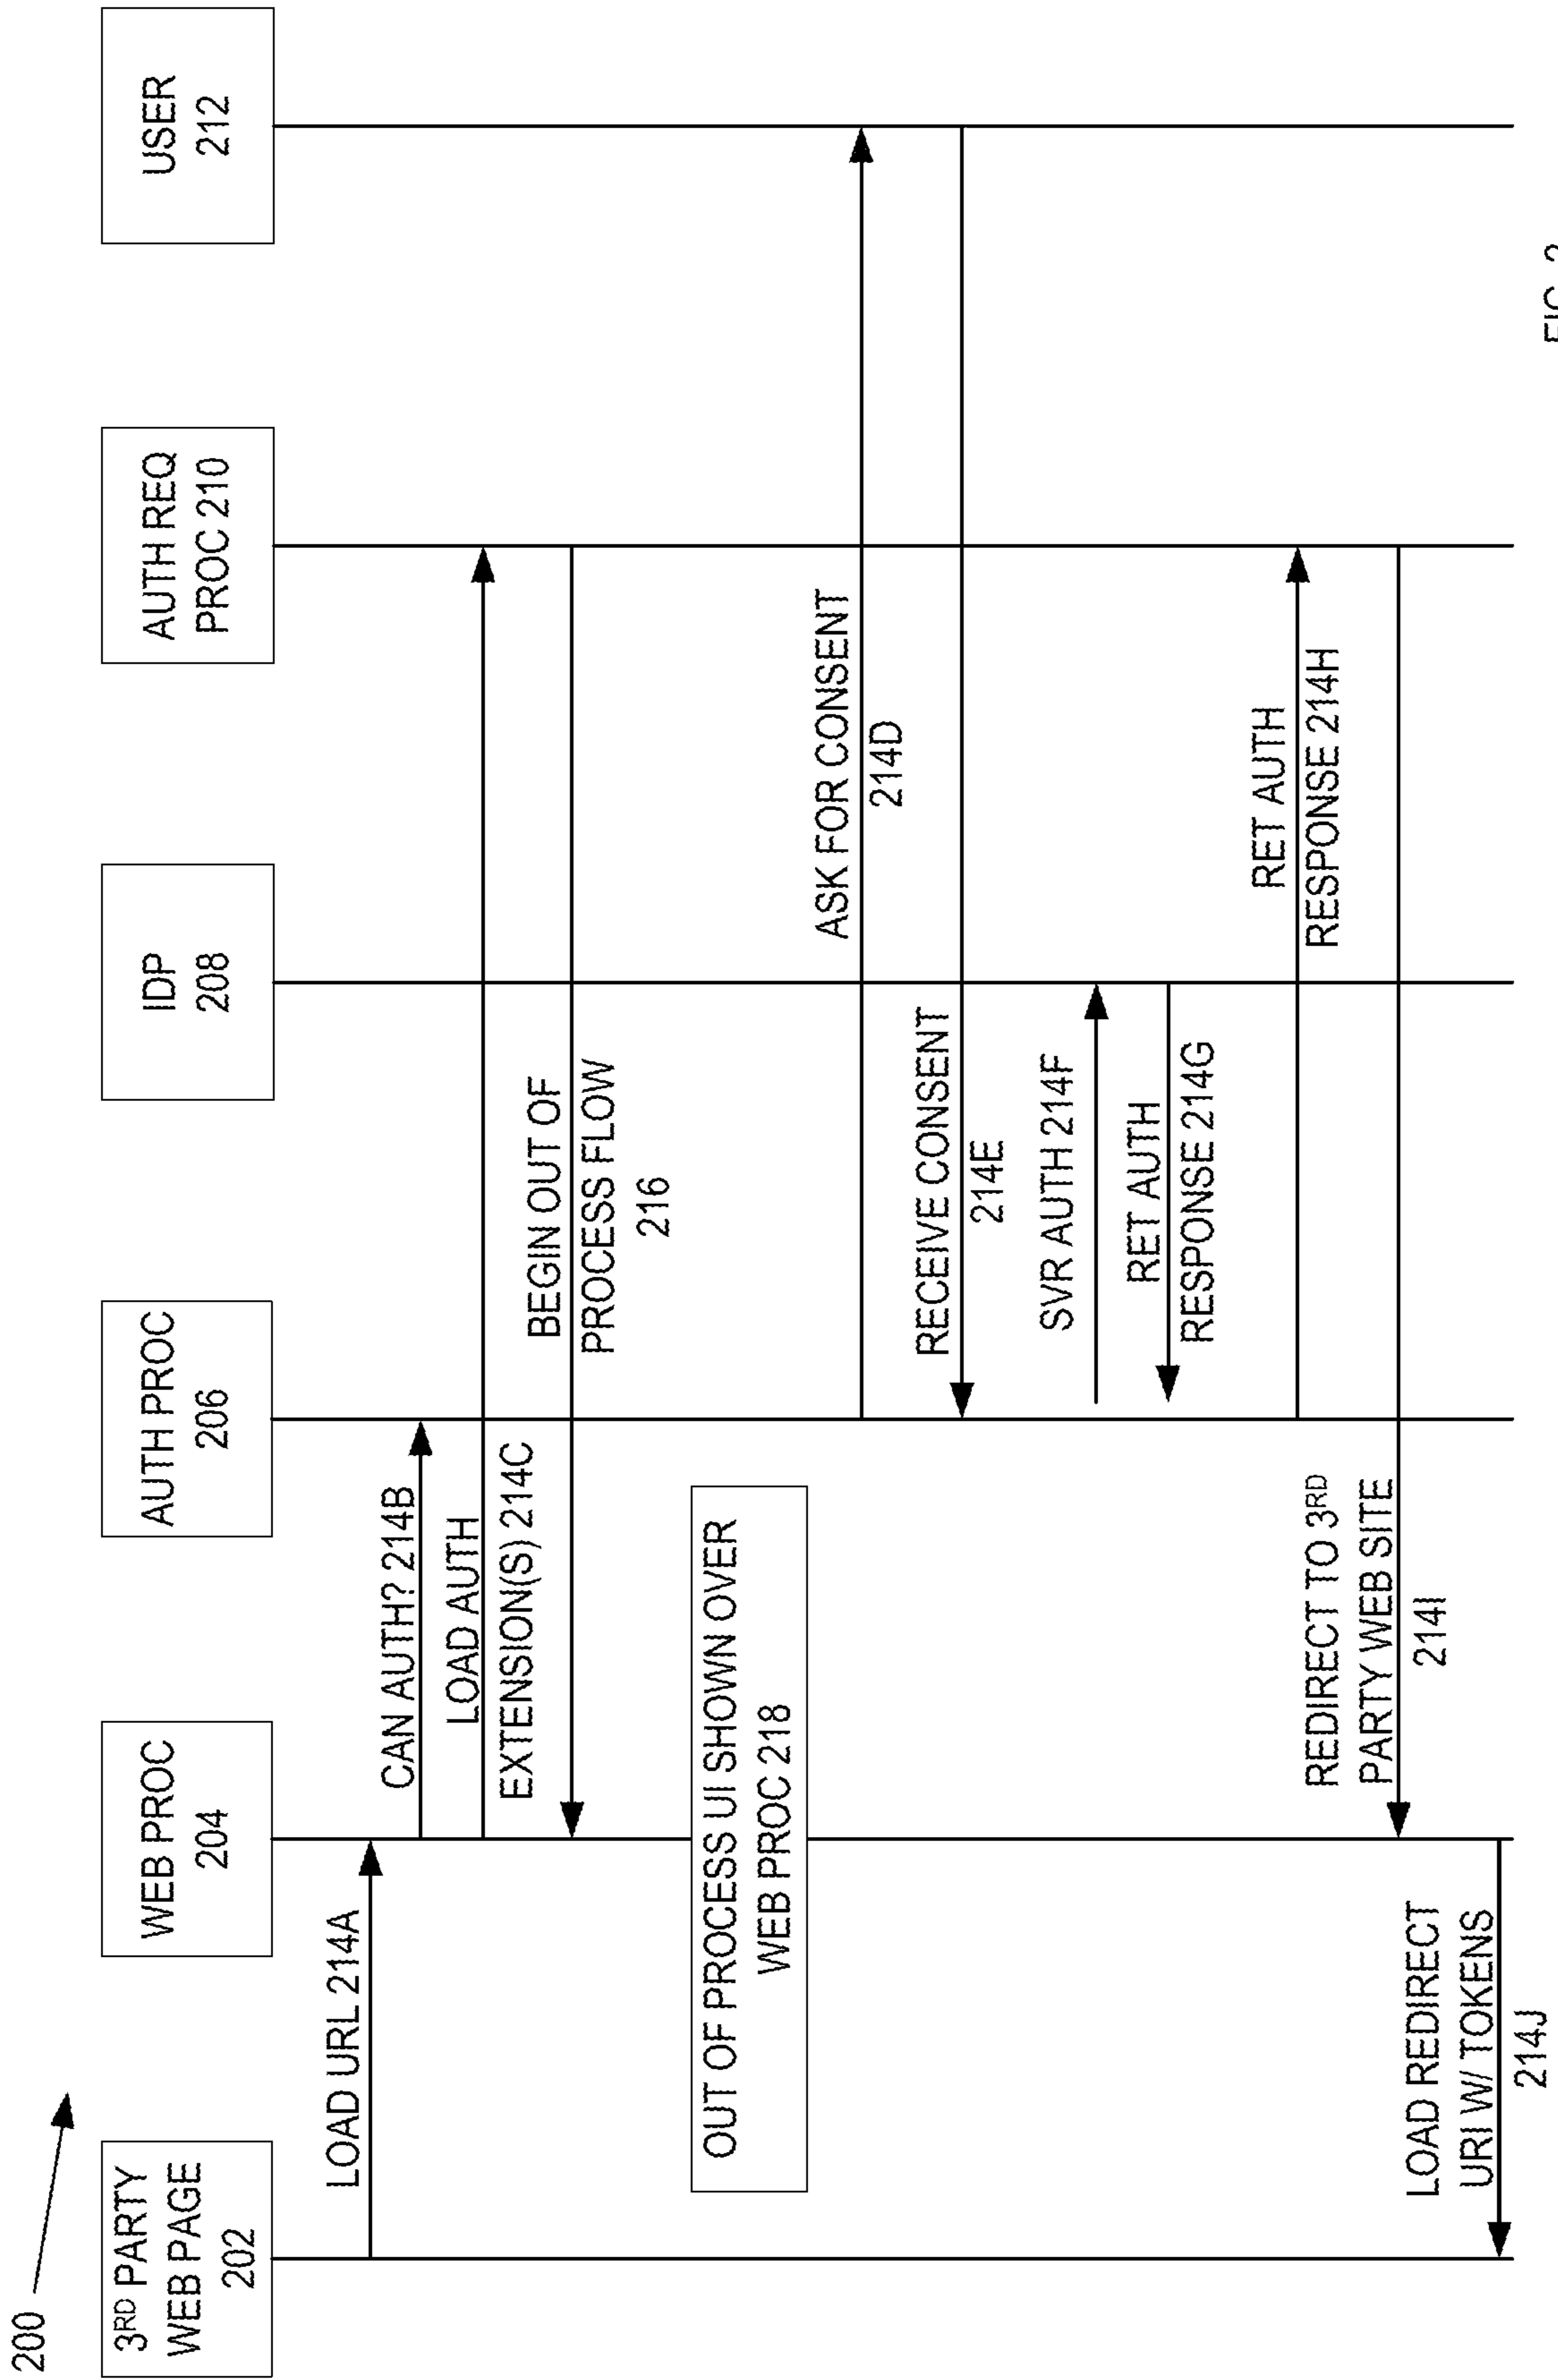 200
3RD PARTY
WEB PAGE
202
WEB PROC
204
AUTH PROC
206
IDP
208
AUTH REQ
PROC 210
USER
212
LOAD URL 214A
CAN AUTH? 214B
LOAD AUTH
EXTENSION(S) 214C
BEGIN OUT OF
PROCESS FLOW
216
OUT OF PROCESS UI SHOWN OVER
WEB PROC 218
ASK FOR CONSENT
214D
RECEIVE CONSENT
214E
SVR AUTH 214F
RET AUTH
RESPONSE 214G
RET AUTH
RESPONSE 214H
REDIRECT TO 3RD
PARTY WEB SITE
214I
LOAD REDIRECT
URI W/ TOKENS
214J